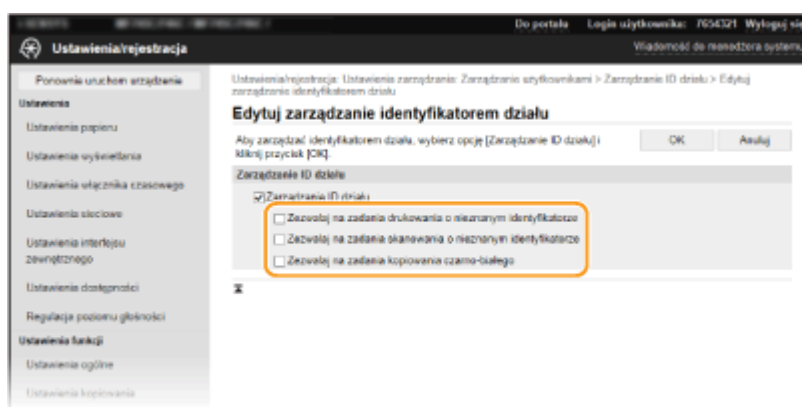 Do portalu Login użytkownika: 7654321 Wyloguj się
Ustawienia/rejestracja
Wiadomość do menedżera systemu
Ponownie uruchom urządzenie
Ustawienia
Ustawienia papieru
Ustawienia wyświetlania
Ustawienia włącznika czasowego
Ustawienia sieciowe
Ustawienia interfejsu
zewnętrznego
Ustawienia dostępności
Regulacja poziomu głośności
Ustawienia funkcji
Ustawienia ogólne
Ustawienia kopiowania
Ustawienia/rejestracja: Ustawienia zarządzania: Zarządzanie użytkownikami > Zarządzanie ID działu > Edytuj
zarządzanie identyfikatorem działu
Edytuj zarządzanie identyfikatorem działu
Aby zarządzać identyfikatorem działu, wybierz opcję [Zarządzanie ID działu] i
kliknij przycisk [OK].
OK
Anuluj
Zarządzanie ID działu
Zarządzanie ID działu
Zezwalaj na zadania drukowania o nieznanym identyfikatorze
Zezwalaj na zadania skanowania o nieznanym identyfikatorze
Zezwalaj na zadania kopiowania czarno-białego